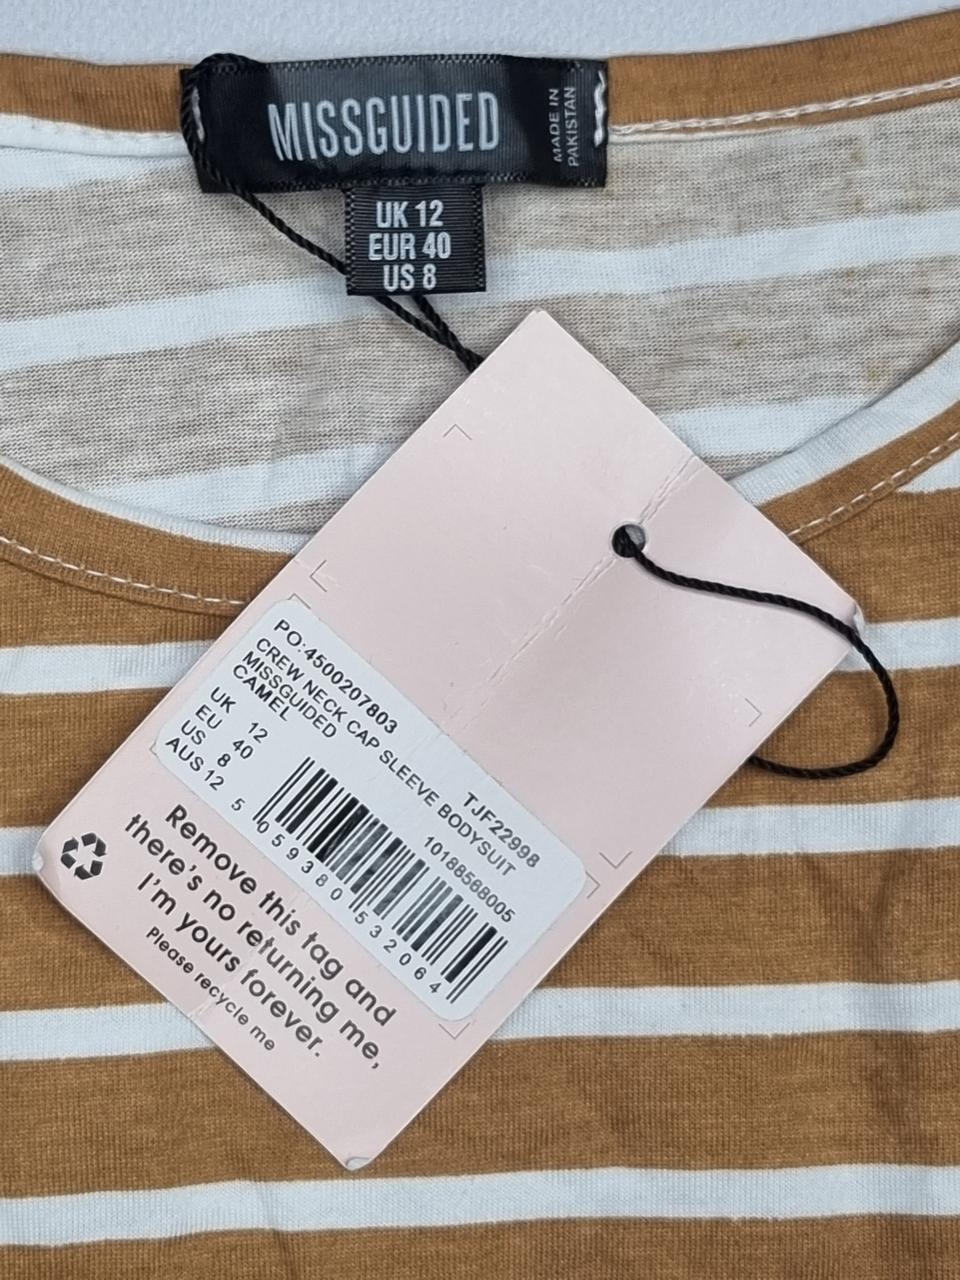 MISSGUIDED
MADE IN
PAKISTAN
UK 12
EUR 40
US 8
PO:4500207803
CREW NECK CAP SLEEVE BODYSUIT
MISSGUIDED
CAMEL
TJF22998
UK 12
EU 40
US 8
AUS 12
10188568005
5 059380 532064
Remove this tag and
there's no returning me,
I'm yours forever.
Please recycle me